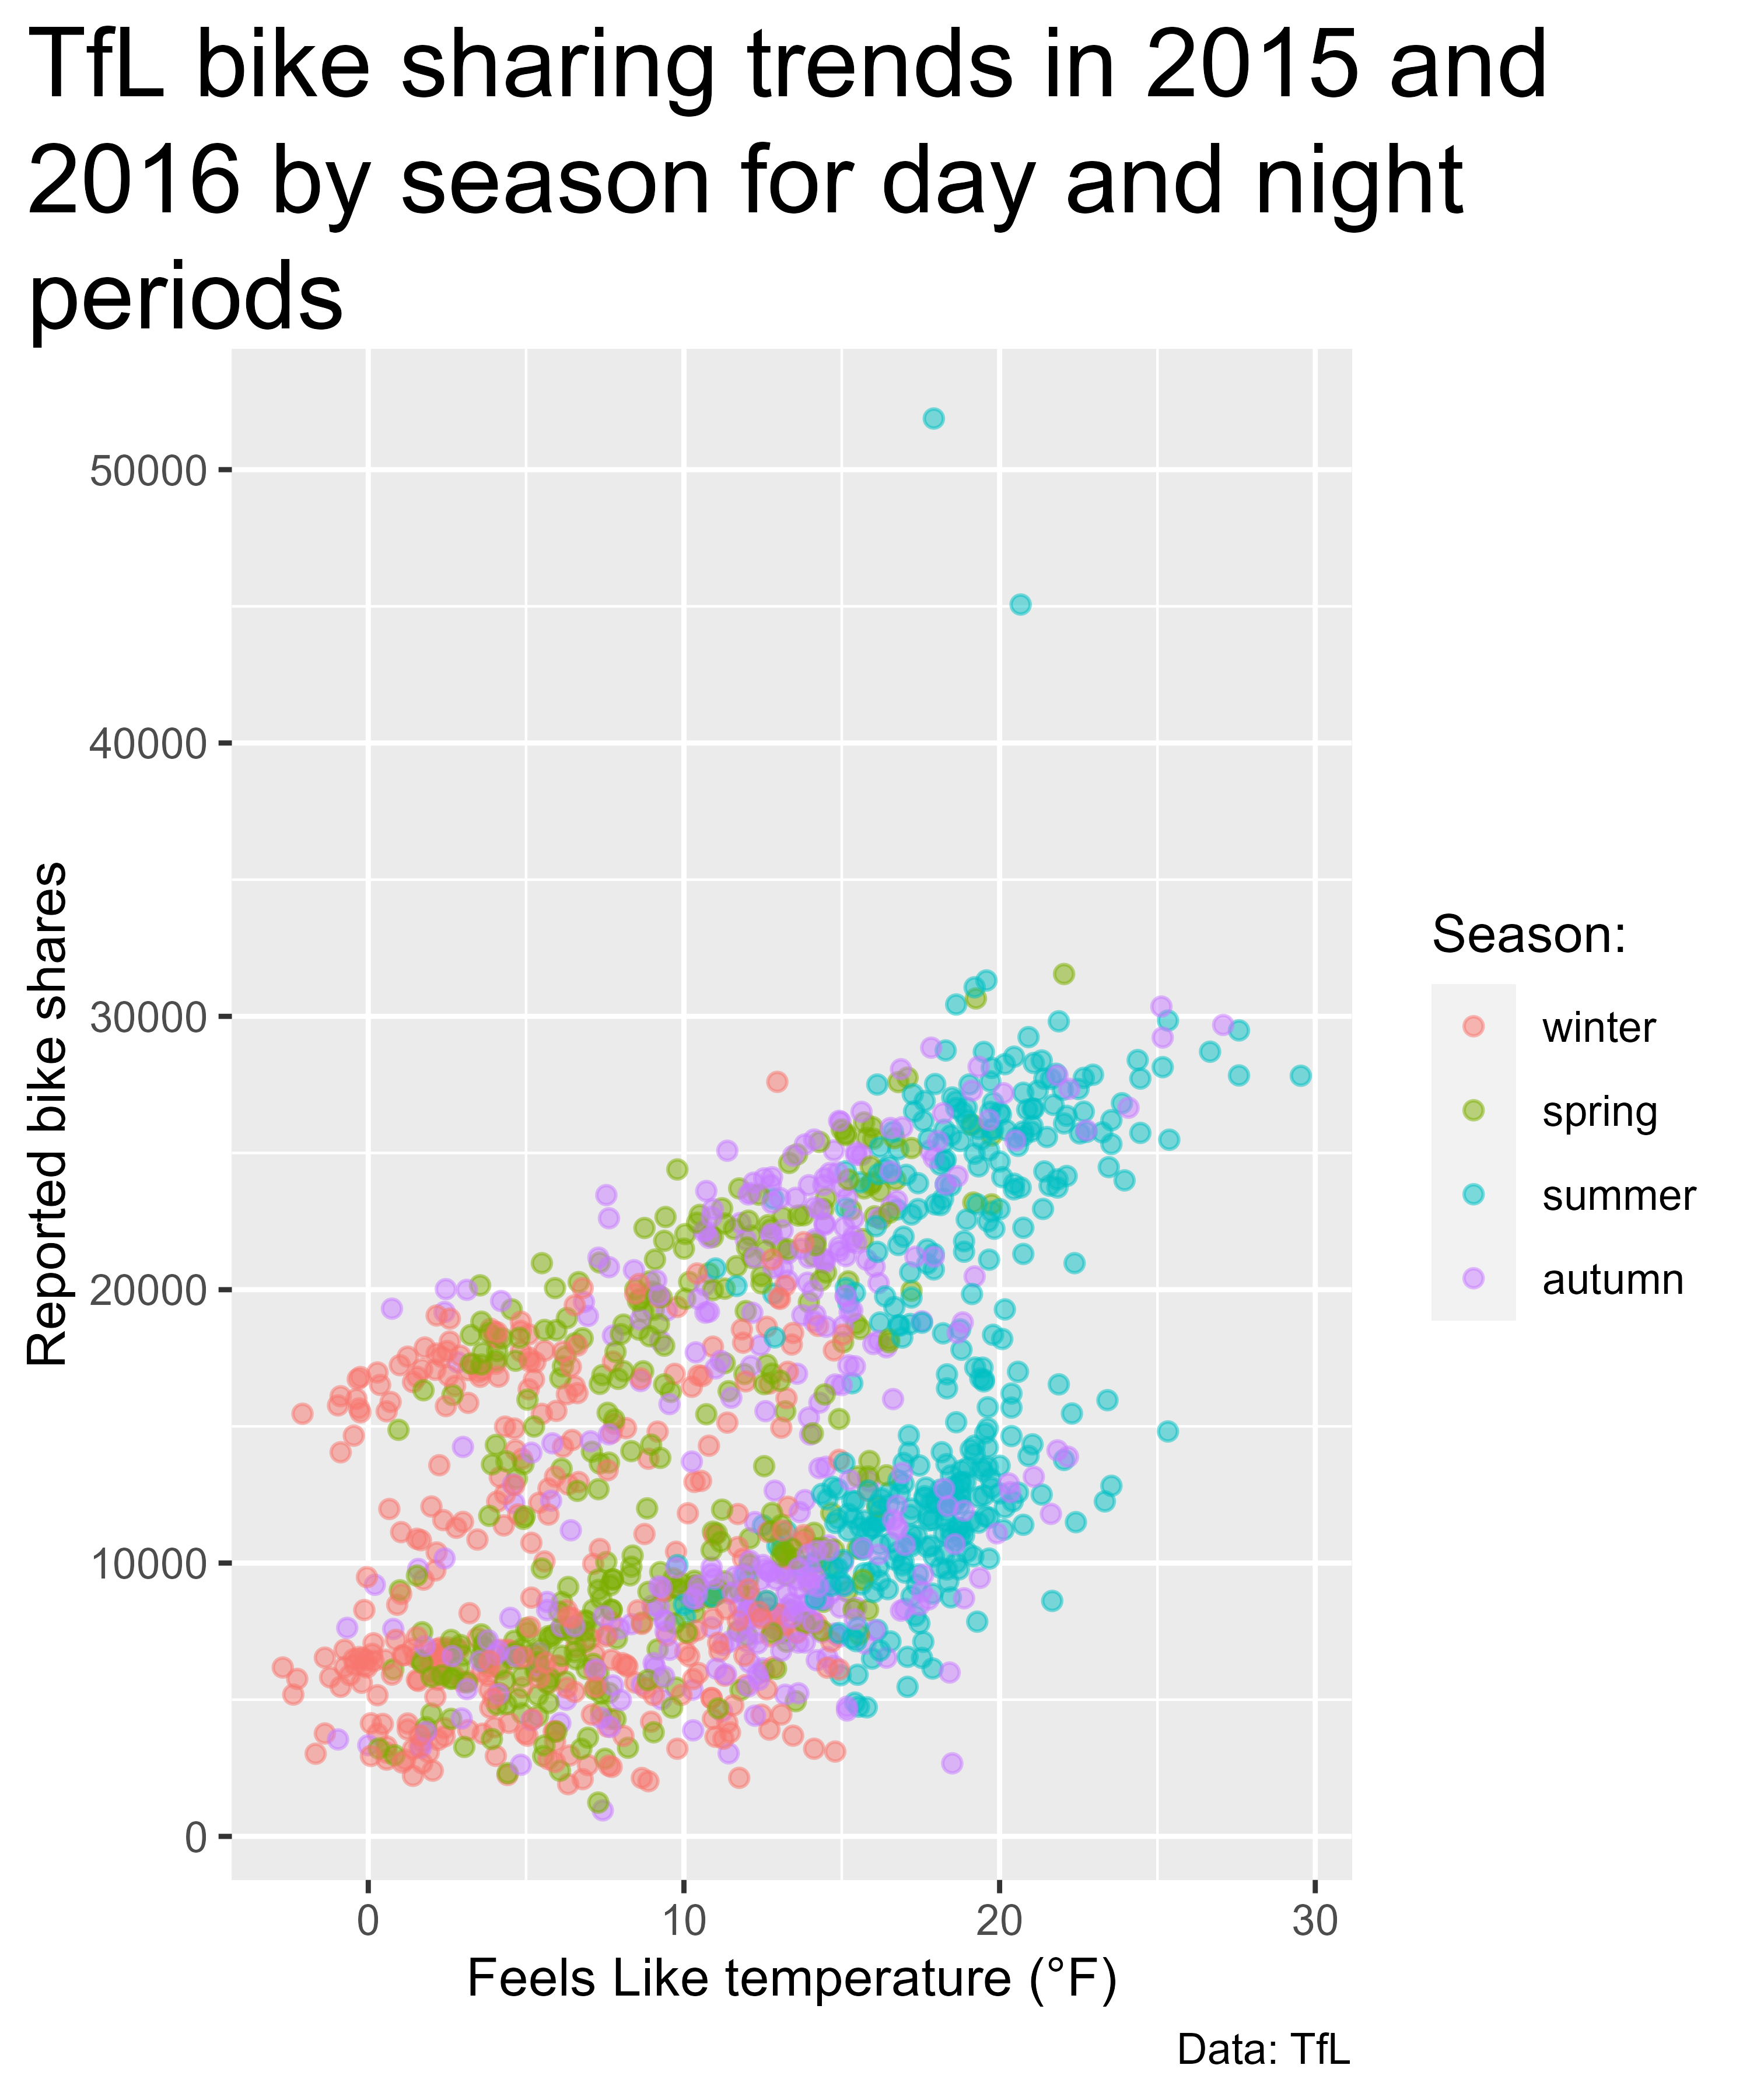 TfL bike sharing trends in 2015 and
2016 by season for day and night
periods
50000
40000
30000
20000
10000
0
Reported bike shares
0 10 20 30
Feels Like temperature (°F)
Season:
winter
spring
summer
autumn
Data: TfL